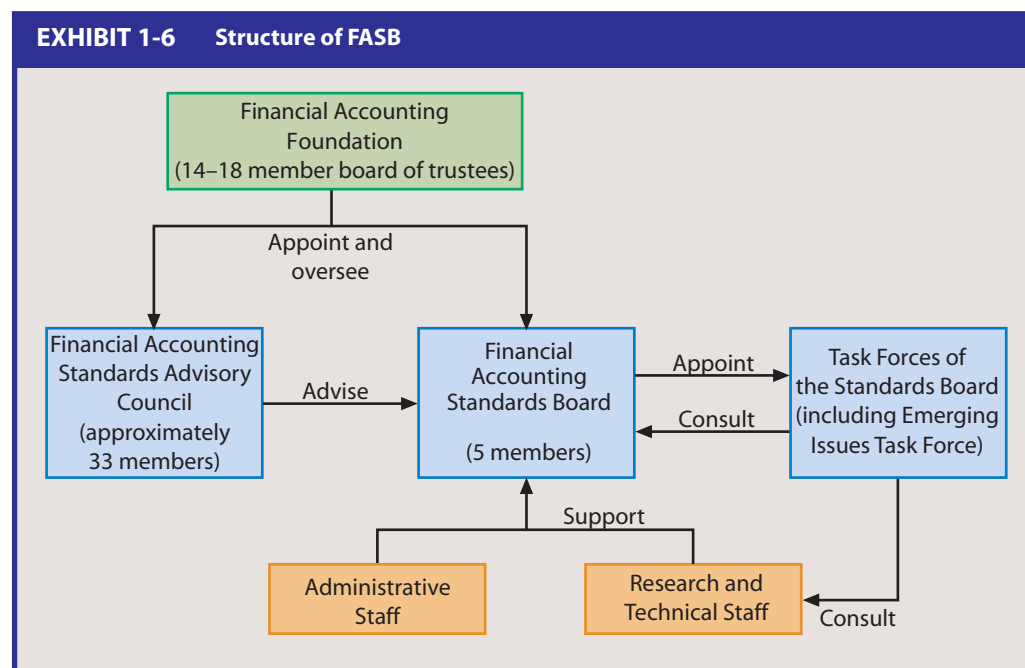 EXHIBIT 1-6 Structure of FASB
Financial Accounting
Foundation
(14–18 member board of trustees)
Appoint and
oversee
Financial Accounting
Standards Advisory
Council
(approximately
33 members)
Advise
Financial
Accounting
Standards Board
(5 members)
Appoint
Consult
Task Forces of
the Standards Board
(including Emerging
Issues Task Force)
Support
Administrative
Staff
Research and
Technical Staff
Consult